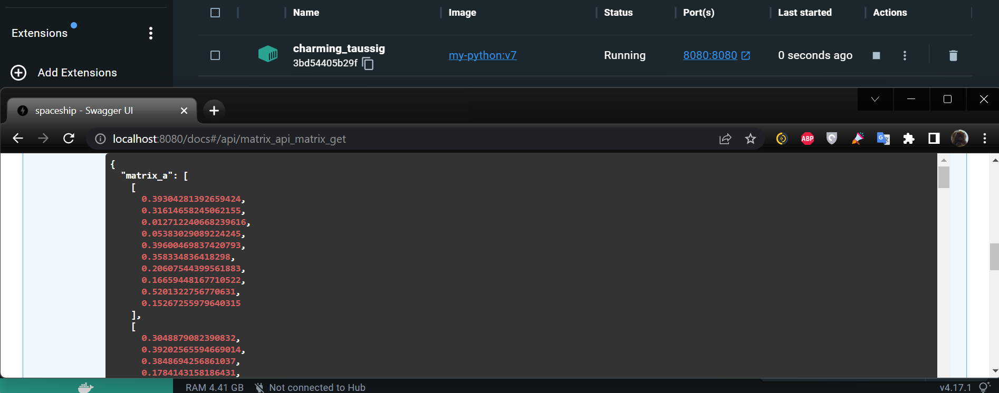 Name Image Status Port(s) Last started Actions
Extensions
charming_taussig
3bd54405b29f
my-python:v7 Running 8080:8080 0 seconds ago
Add Extensions
spaceship - Swagger UI
localhost:8080/docs#/api/matrix_api_matrix_get
ABP
G
{
"matrix_a": [
[
0.39304281392659424,
0.31614658245062155,
0.012712240668239616,
0.05383029089224245,
0.39600469837420793,
0.358334836418298,
0.20607544399561883,
0.16659448167710522,
0.5201322756770631,
0.15267255979640315
],
[
0.3048879082390832,
0.39202565594669014,
0.3848694256861037,
0.1784143158186431,
RAM 4.41 GB Not connected to Hub v4.17.1